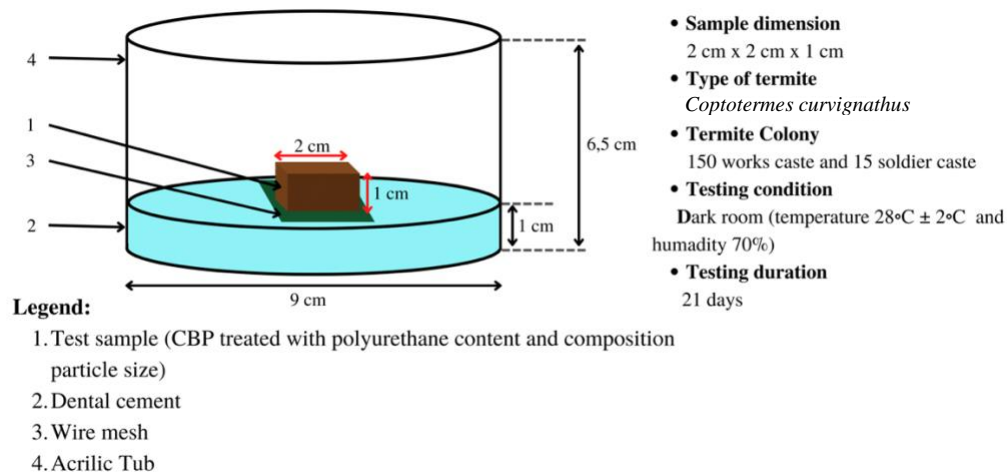 4
1
3
2
2 cm
1 cm
6,5 cm
1 cm
9 cm
• Sample dimension
2 cm x 2 cm x 1 cm
• Type of termite
Coptotermes curvignathus
• Termite Colony
150 works caste and 15 soldier caste
• Testing condition
Dark room (temperature 28∘C ± 2∘C and
humadity 70%)
• Testing duration
21 days
Legend:
1. Test sample (CBP treated with polyurethane content and composition
particle size)
2. Dental cement
3. Wire mesh
4. Acrilic Tub